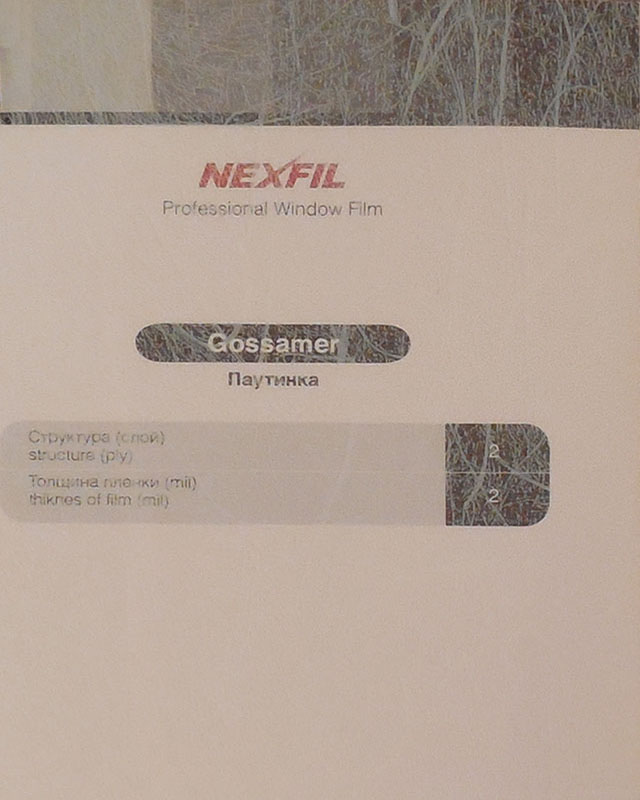 NEXFIL
Professional Window Film
Gossamer
Паутинка
Структура (слой)
structure (ply)
2
Толщина пленки (mil)
thiknes of film (mil)
2